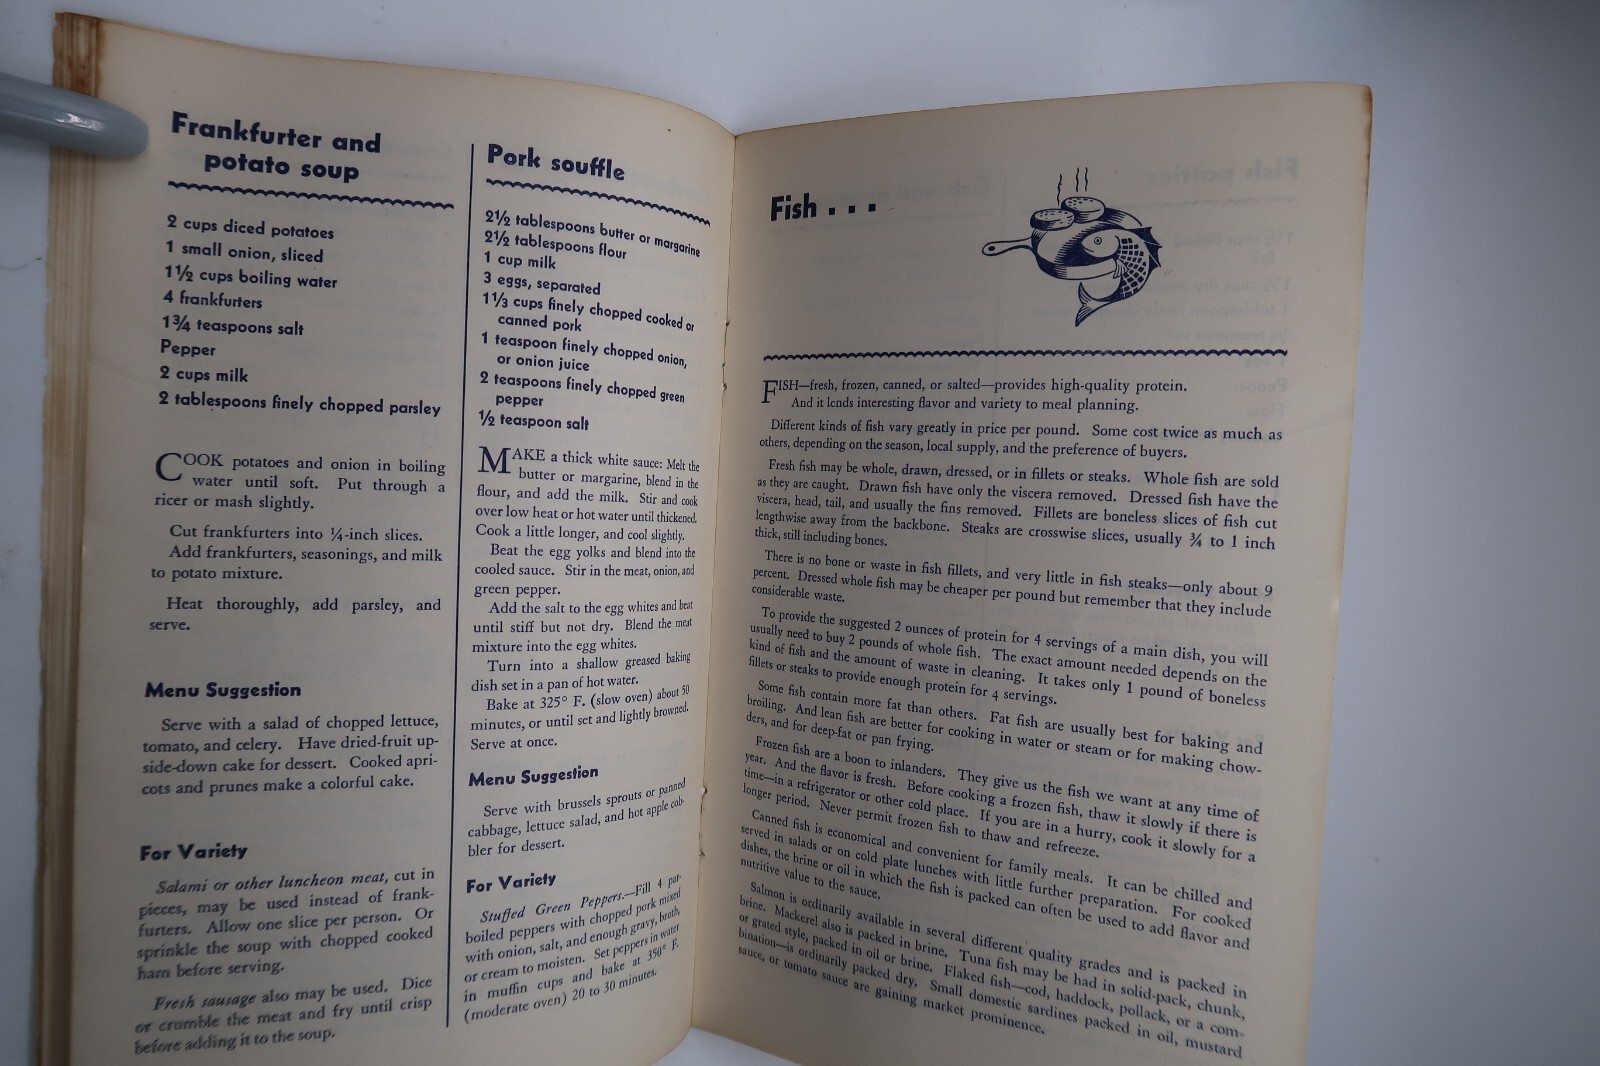 Frankfurter and
potato soup
2 cups diced potatoes
1 small onion, sliced
1½ cups boiling water
4 frankfurters
1¾ teaspoons salt
Pepper
2 cups milk
2 tablespoons finely chopped parsley
COOK potatoes and onion in boiling
water until soft. Put through a
ricer or mash slightly.
Cut frankfurters into ¼-inch slices.
Add frankfurters, seasonings, and milk
to potato mixture.
Heat thoroughly, add parsley, and
serve.
Menu Suggestion
Serve with a salad of chopped lettuce,
tomato, and celery. Have dried-fruit up-
side-down cake for dessert. Cooked apri-
cots and prunes make a colorful cake.
For Variety
Salami or other luncheon meat, cut in
pieces, may be used instead of frank-
furters. Allow one slice per person. Or
sprinkle the soup with chopped cooked
ham before serving.
Fresh sausage also may be used. Dice
or crumble the meat and fry until crisp
before adding it to the soup.
Pork souffle
2½ tablespoons butter or margarine
2½ tablespoons flour
1 cup milk
3 eggs, separated
1⅓ cups finely chopped cooked or
canned pork
1 teaspoon finely chopped onion,
or onion juice
2 teaspoons finely chopped green
pepper
½ teaspoon salt
MAKE a thick white sauce: Melt the
butter or margarine, blend in the
flour, and add the milk. Stir and cook
over low heat or hot water until thickened.
Cook a little longer, and cool slightly.
Beat the egg yolks and blend into the
cooled sauce. Stir in the meat, onion, and
green pepper.
Add the salt to the egg whites and beat
until stiff but not dry. Blend the meat
mixture into the egg whites.
Turn into a shallow greased baking
dish set in a pan of hot water.
Bake at 325° F. (slow oven) about 50
minutes, or until set and lightly browned.
Serve at once.
Menu Suggestion
Serve with brussels sprouts or panned
cabbage, lettuce salad, and hot apple cob-
bler for dessert.
For Variety
Stuffed Green Peppers.—Fill 4 par-
boiled peppers with chopped pork mixed
with onion, salt, and enough gravy, broth,
or cream to moisten. Set peppers in water
in muffin cups and bake at 350° F.
(moderate oven) 20 to 30 minutes.
Fish . . .
FISH—fresh, frozen, canned, or salted—provides high-quality protein.
And it lends interesting flavor and variety to meal planning.
Different kinds of fish vary greatly in price per pound. Some cost twice as much as
others, depending on the season, local supply, and the preference of buyers.
Fresh fish may be whole, drawn, dressed, or in fillets or steaks. Whole fish are sold
as they are caught. Drawn fish have only the viscera removed. Dressed fish have the
viscera, head, tail, and usually the fins removed. Fillets are boneless slices of fish cut
lengthwise away from the backbone. Steaks are crosswise slices, usually ¾ to 1 inch
thick, still including bones.
There is no bone or waste in fish fillets, and very little in fish steaks—only about 9
percent. Dressed whole fish may be cheaper per pound but remember that they include
considerable waste.
To provide the suggested 2 ounces of protein for 4 servings of a main dish, you will
usually need to buy 2 pounds of whole fish. The exact amount needed depends on the
kind of fish and the amount of waste in cleaning. It takes only 1 pound of boneless
fillets or steaks to provide enough protein for 4 servings.
Some fish contain more fat than others. Fat fish are usually best for baking and
broiling. And lean fish are better for cooking in water or steam or for making chow-
ders, and for deep-fat or pan frying.
Frozen fish are a boon to inlanders. They give us the fish we want at any time of
year. And the flavor is fresh. Before cooking a frozen fish, thaw it slowly if there is
time—in a refrigerator or other cold place. If you are in a hurry, cook it slowly for a
longer period. Never permit frozen fish to thaw and refreeze.
Canned fish is economical and convenient for family meals. It can be chilled and
served in salads or on cold plate lunches with little further preparation. For cooked
dishes, the brine or oil in which the fish is packed can often be used to add flavor and
nutritive value to the sauce.
Salmon is ordinarily available in several different quality grades and is packed in
brine. Mackerel also is packed in brine. Tuna fish may be had in solid-pack, chunk,
or grated style, packed in oil or brine. Flaked fish—cod, haddock, pollack, or a com-
bination—is ordinarily packed dry. Small domestic sardines packed in oil, mustard
sauce, or tomato sauce are gaining market prominence.